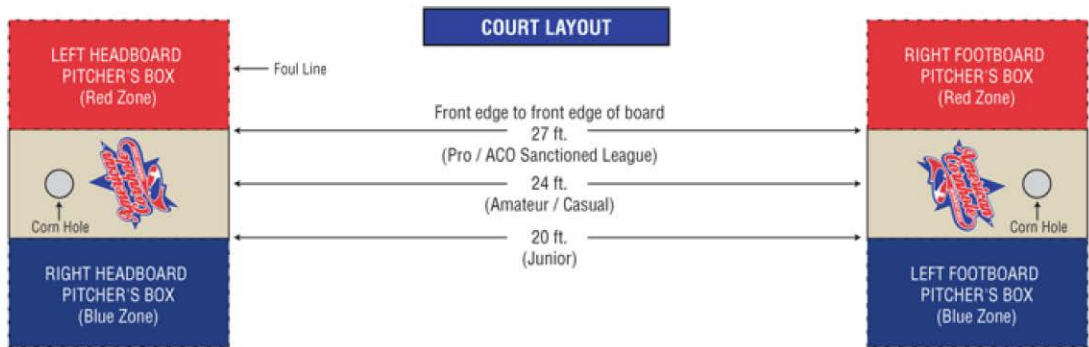 COURT LAYOUT
LEFT HEADBOARD
PITCHER'S BOX
(Red Zone)
Foul Line
RIGHT FOOTBOARD
PITCHER'S BOX
(Red Zone)
Front edge to front edge of board
27 ft.
(Pro / ACO Sanctioned League)
24 ft.
(Amateur / Casual)
20 ft.
(Junior)
Corn Hole
American
Cornhole
Corn Hole
RIGHT HEADBOARD
PITCHER'S BOX
(Blue Zone)
LEFT FOOTBOARD
PITCHER'S BOX
(Blue Zone)